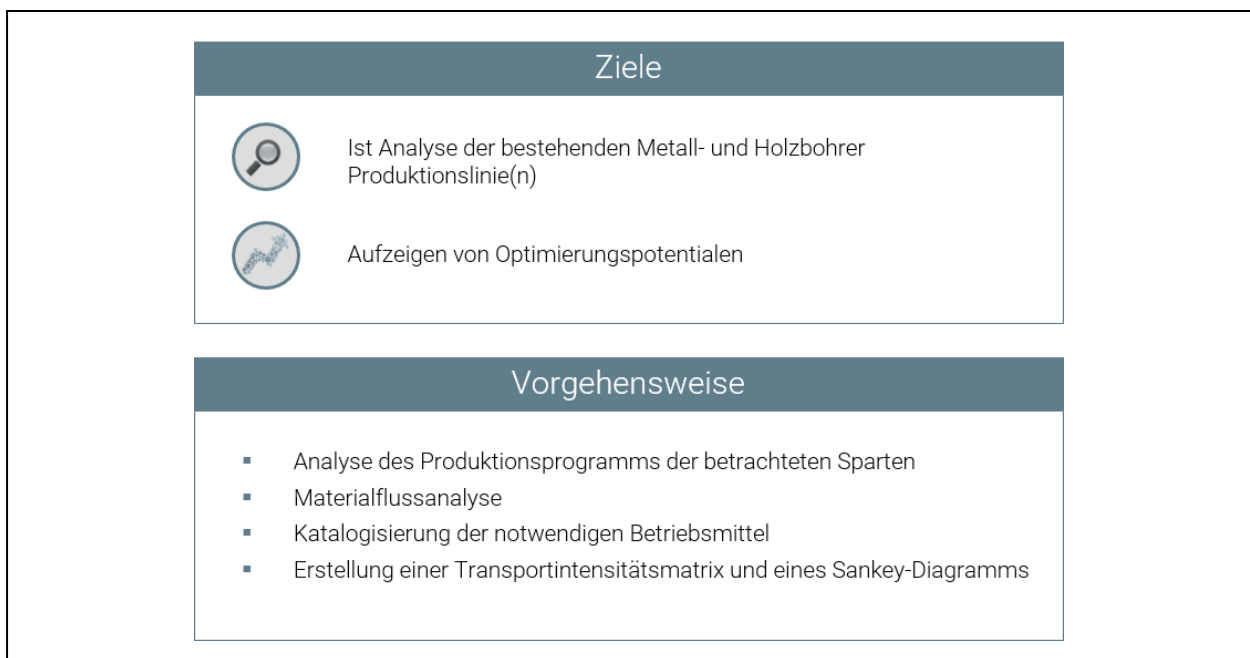 Ziele
Ist Analyse der bestehenden Metall- und Holzbohrer
Produktionslinie(n)
Aufzeigen von Optimierungspotentialen
Vorgehensweise
▪ Analyse des Produktionsprogramms der betrachteten Sparten
▪ Materialflussanalyse
▪ Katalogisierung der notwendigen Betriebsmittel
▪ Erstellung einer Transportintensitätsmatrix und eines Sankey-Diagramms